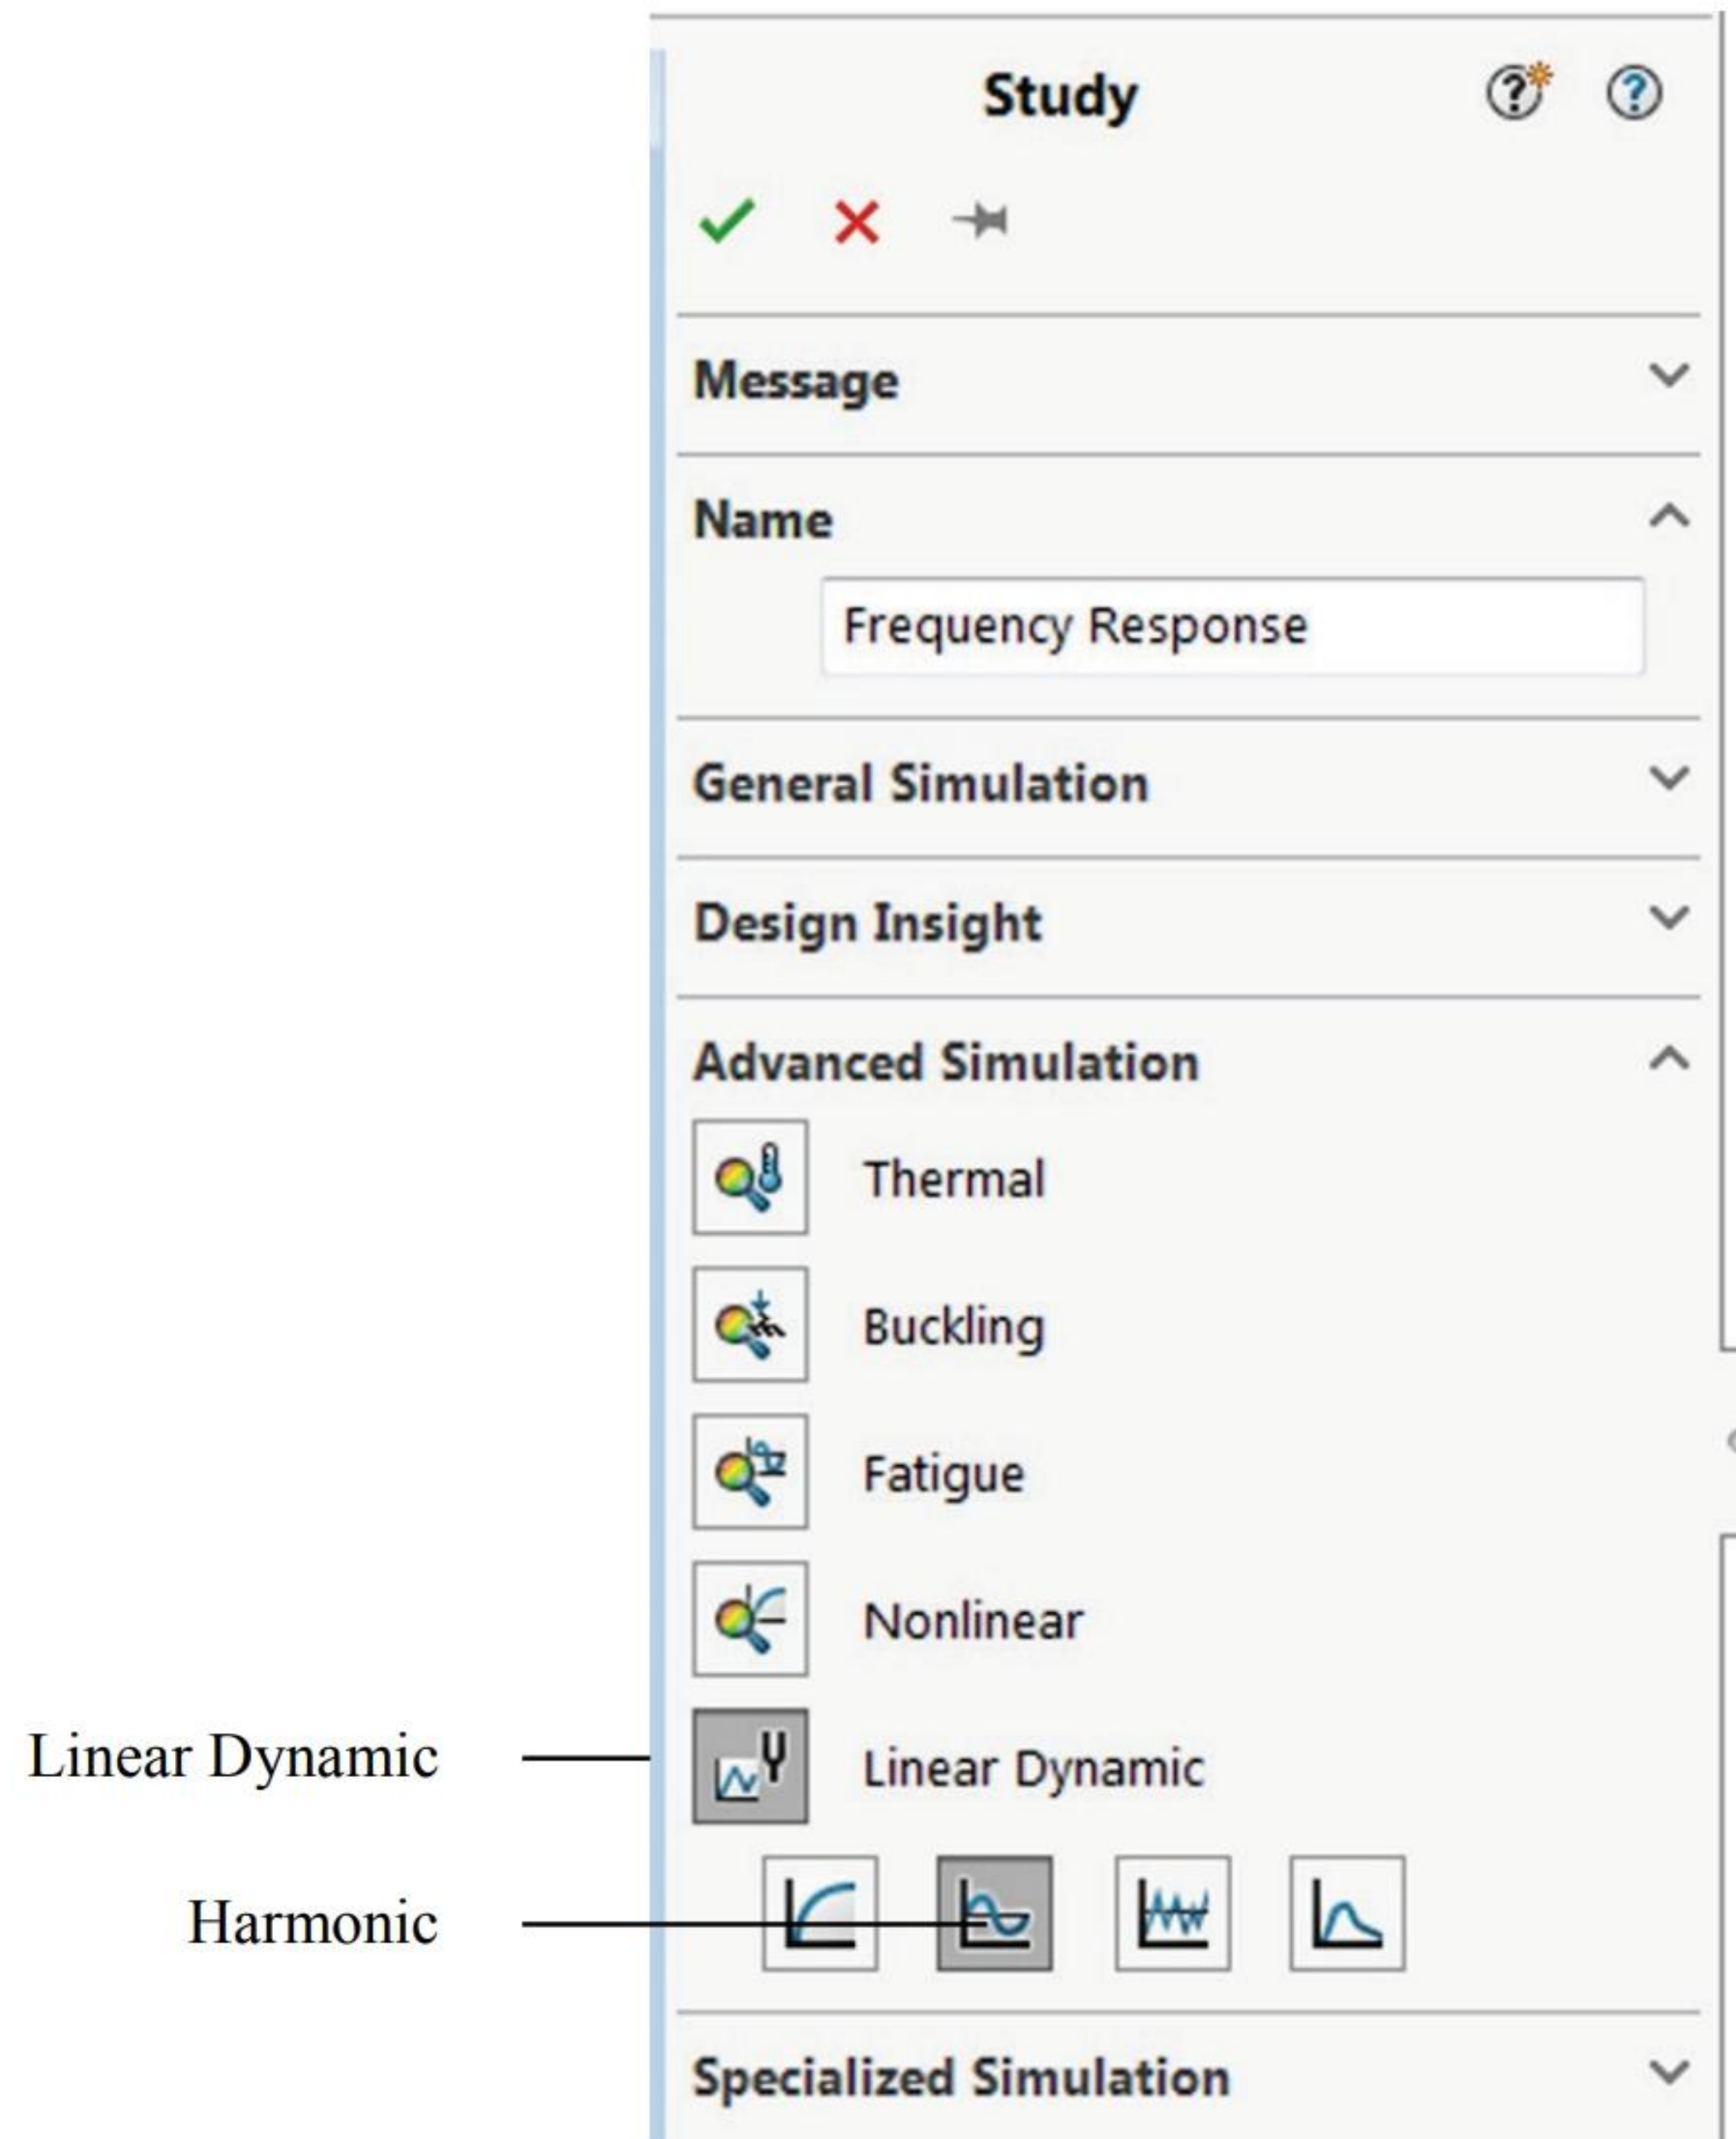 Study
Message
Name
Frequency Response
General Simulation
Design Insight
Advanced Simulation
Thermal
Buckling
Fatigue
Nonlinear
Linear Dynamic
Linear Dynamic
Harmonic
Specialized Simulation